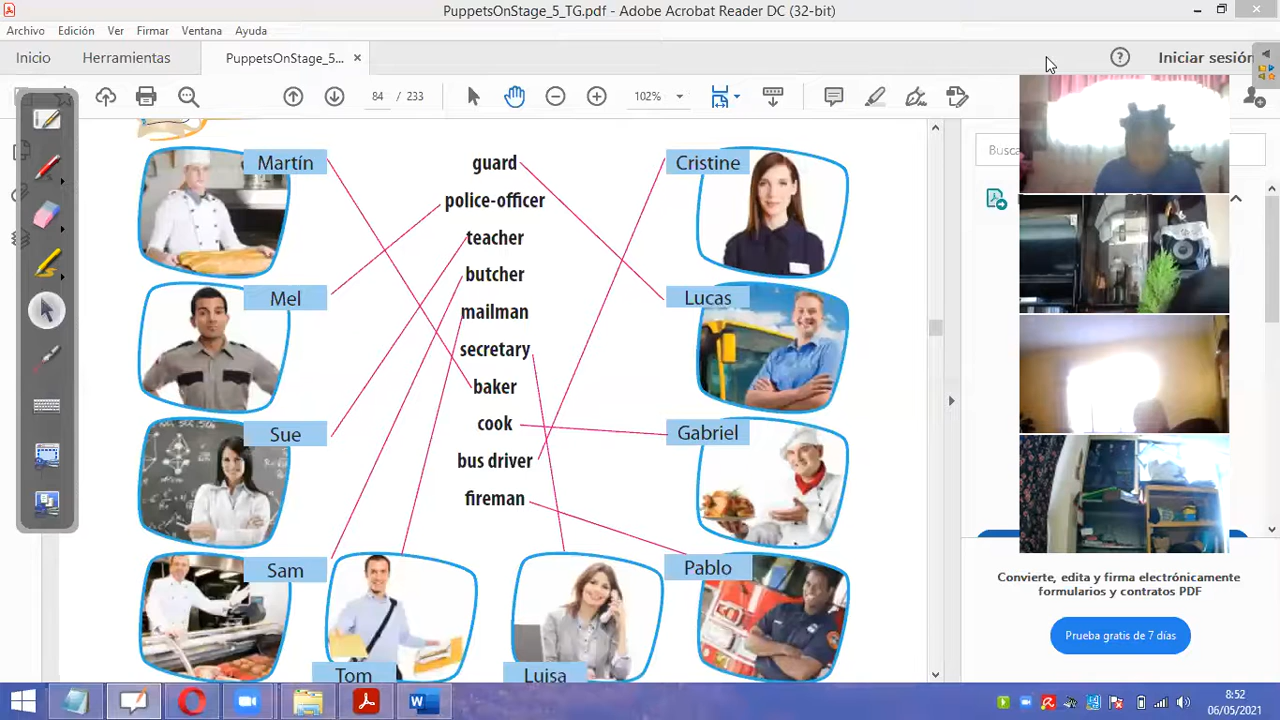 PuppetsOnStage_5_TG.pdf - Adobe Acrobat Reader DC (32-bit)
Archivo Edición Ver Firmar Ventana Ayuda
Inicio Herramientas PuppetsOnStage_5... × Iniciar sesión
84 / 233 102%
Busca
Martín guard Cristine
police-officer
teacher
butcher
Mel mailman Lucas
secretary
baker
cook
Sue bus driver Gabriel
fireman
Sam Pablo
Tom Luisa
Convierte, edita y firma electrónicamente
formularios y contratos PDF
Prueba gratis de 7 días
8:52
06/05/2021